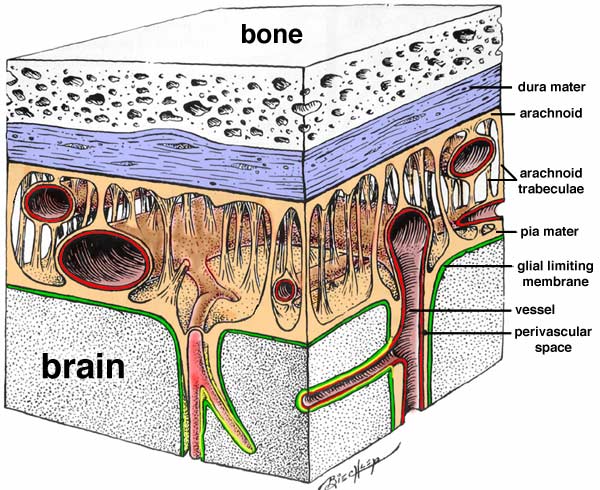 bone
dura mater
arachnoid
arachnoid
trabeculae
pia mater
glial limiting
membrane
vessel
perivascular
space
brain